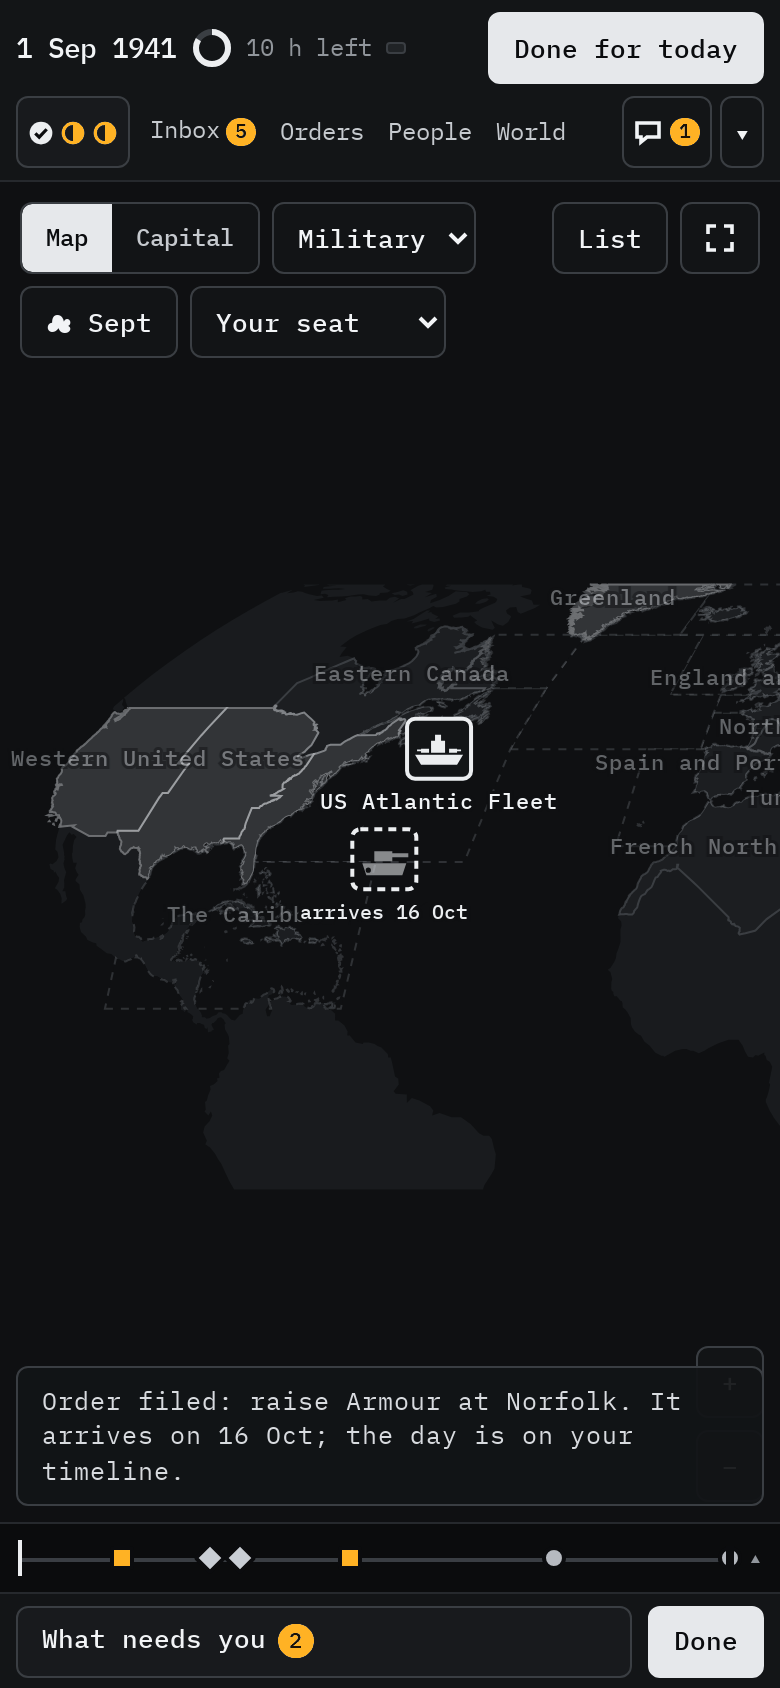 1 Sep 1941 10 h left Done for today
Inbox 5 Orders People World 1
Map Capital Military List
Sept Your seat
Greenland
Eastern Canada
England
North
Western United States
Spain and
US Atlantic Fleet
French North
The
arrives 16 Oct
Order filed: raise Armour at Norfolk. It
arrives on 16 Oct; the day is on your
timeline.
What needs you 2 Done